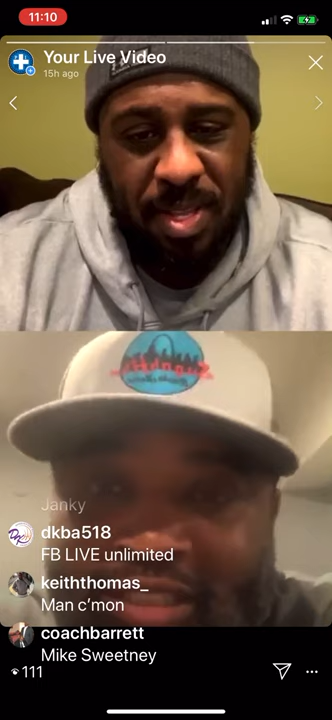 11:10
Your Live Video
15h ago
Janky
dkba518
FB LIVE unlimited
keiththomas_
Man c’mon
coachbarrett
Mike Sweetney
111